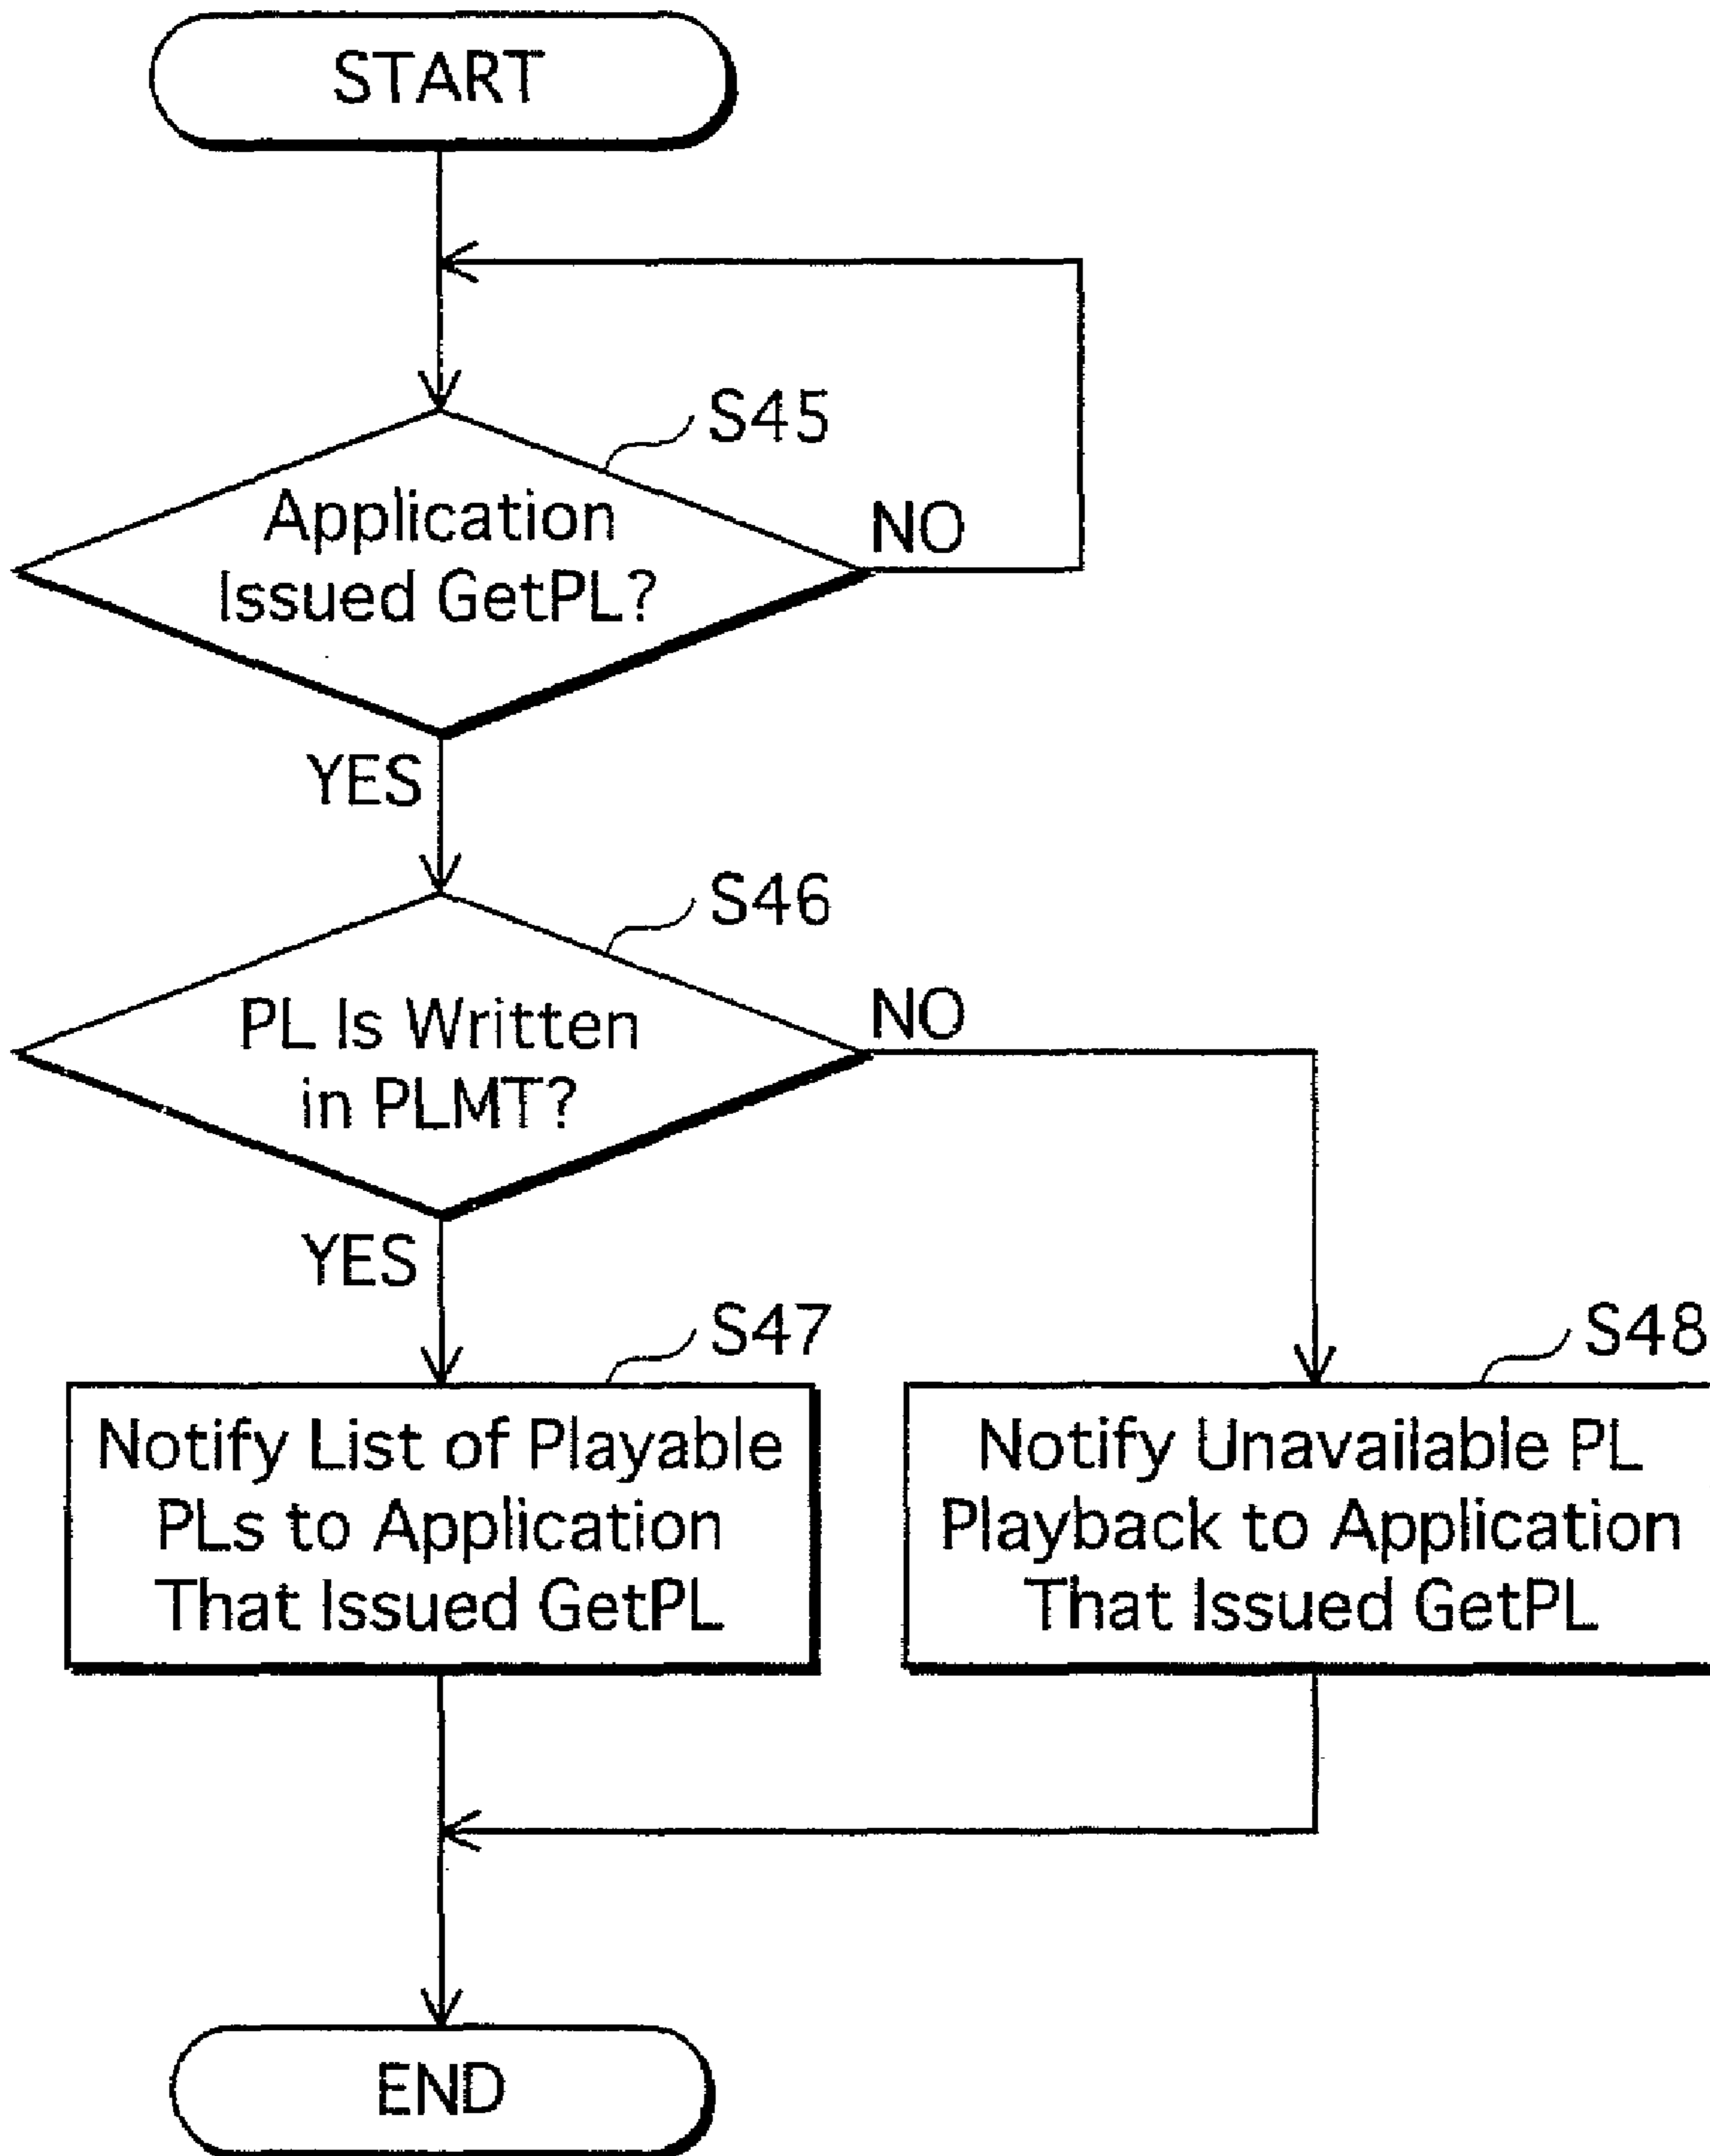 START
S45
Application
Issued GetPL?
NO
YES
S46
PL Is Written
in PLMT?
NO
YES
S47
Notify List of Playable
PLs to Application
That Issued GetPL
S48
Notify Unavailable PL
Playback to Application
That Issued GetPL
END